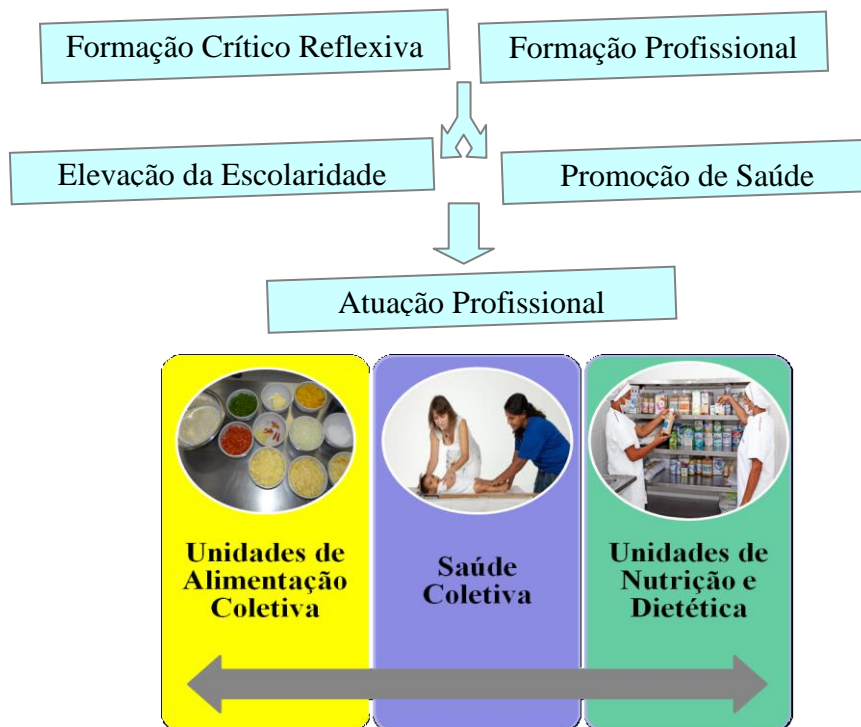 Formação Crítico Reflexiva
Formação Profissional
Elevação da Escolaridade
Promoção de Saúde
Atuação Profissional
Unidades de
Alimentação
Coletiva
Saúde
Coletiva
Unidades de
Nutrição e
Dietética